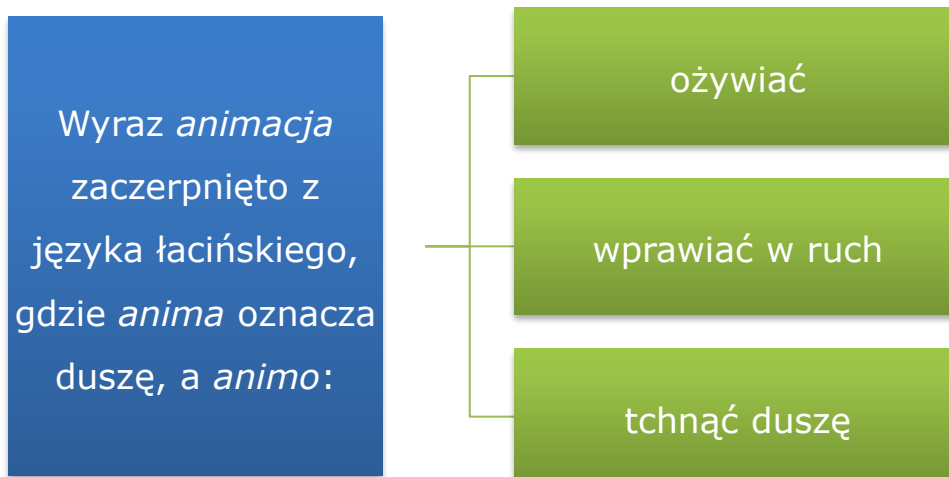 Wyraz animacja
zaczerpnięto z
języka łacińskiego,
gdzie anima oznacza
duszę, a animo:
ożywiać
wprawiać w ruch
tchnąć duszę